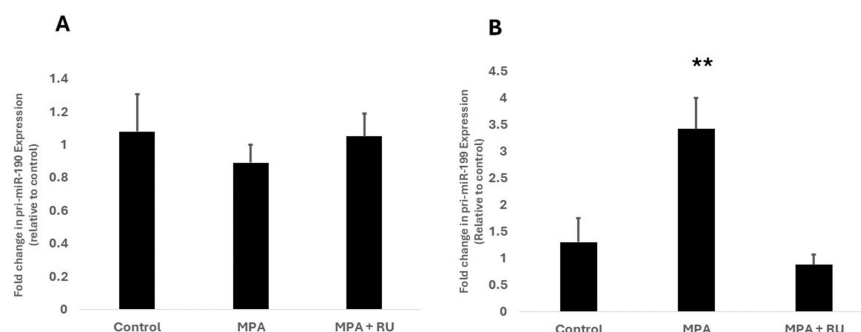 A
Fold change in pri-miR-190 Expression
(relative to control)
1.4
1.2
1
0.8
0.6
0.4
0.2
0
Control
MPA
MPA + RU
B
**
Fold change in pri-miR-199 Expression
(Relative to Control)
4.5
4
3.5
3
2.5
2
1.5
1
0.5
0
Control
MPA
MPA + RU